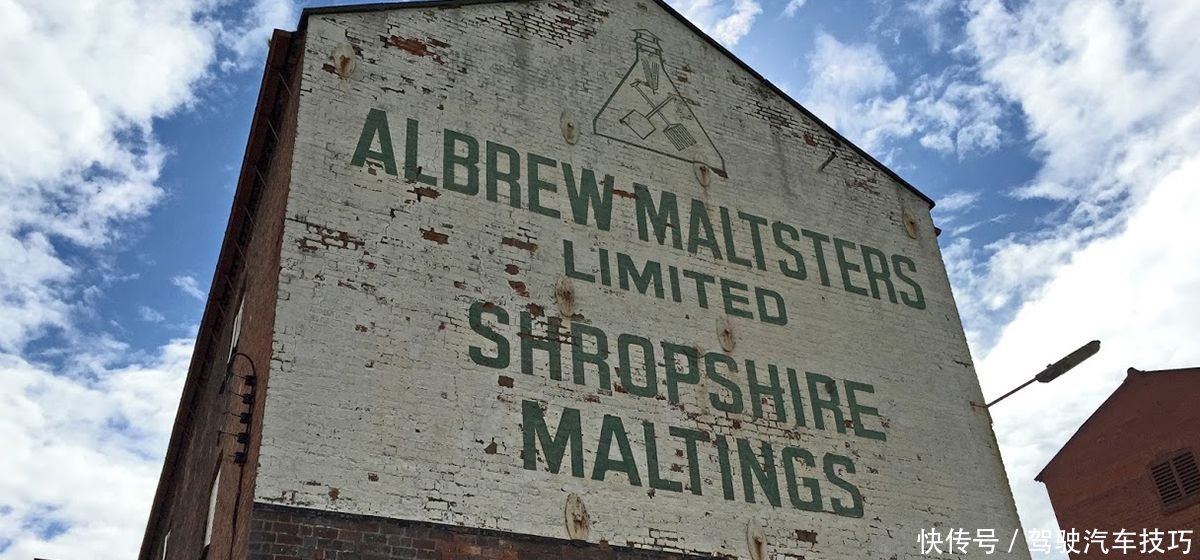 ALBREW MALTSTERS
LIMITED
SHROPSHIRE
MALTINGS
快传号 / 驾驶汽车技巧